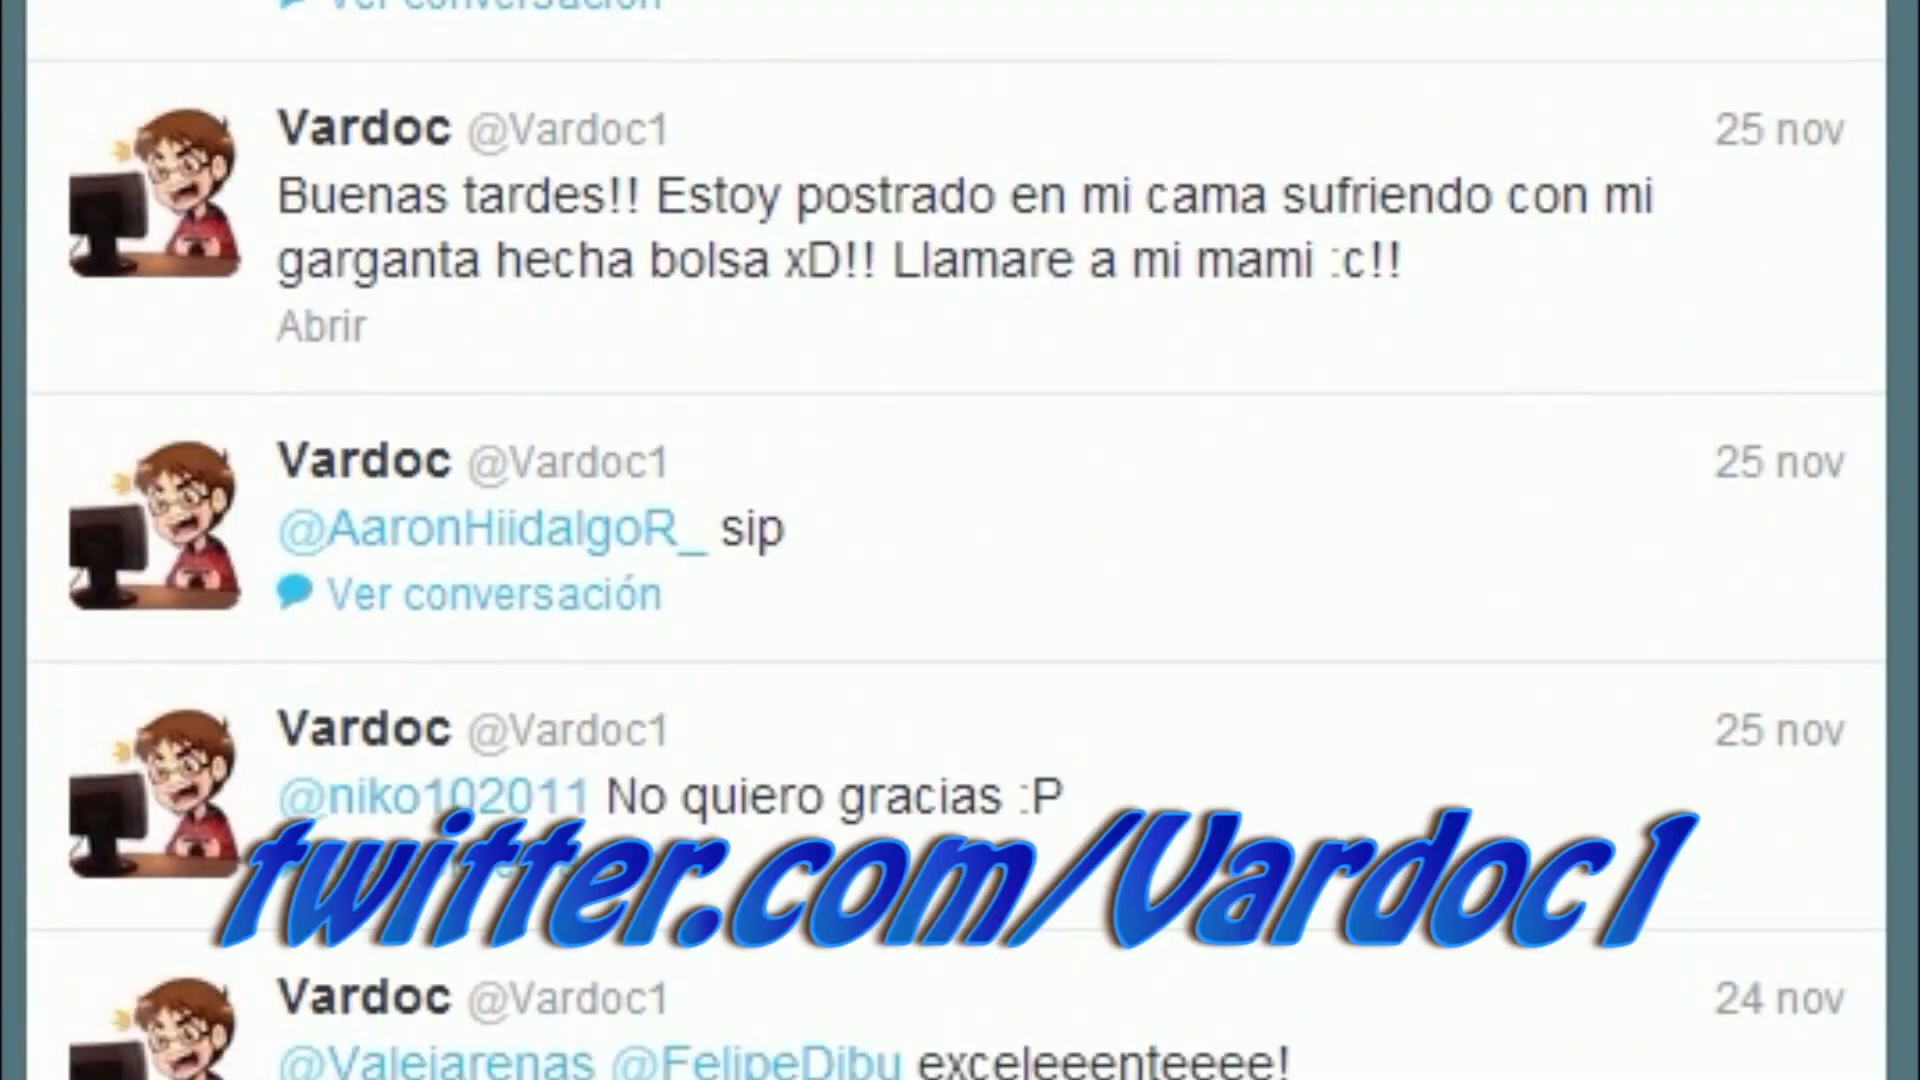 Ver conversación
Vardoc @Vardoc1 25 nov
Buenas tardes!! Estoy postrado en mi cama sufriendo con mi
garganta hecha bolsa xD!! Llamare a mi mami :c!!
Abrir
Vardoc @Vardoc1 25 nov
@AaronHiidalgoR_ sip
Ver conversación
Vardoc @Vardoc1 25 nov
@niko102011 No quiero gracias :P
twitter.com/Vardoc1
Vardoc @Vardoc1 24 nov
@Valejarenas @FelipeDibu exceleeenteeee!